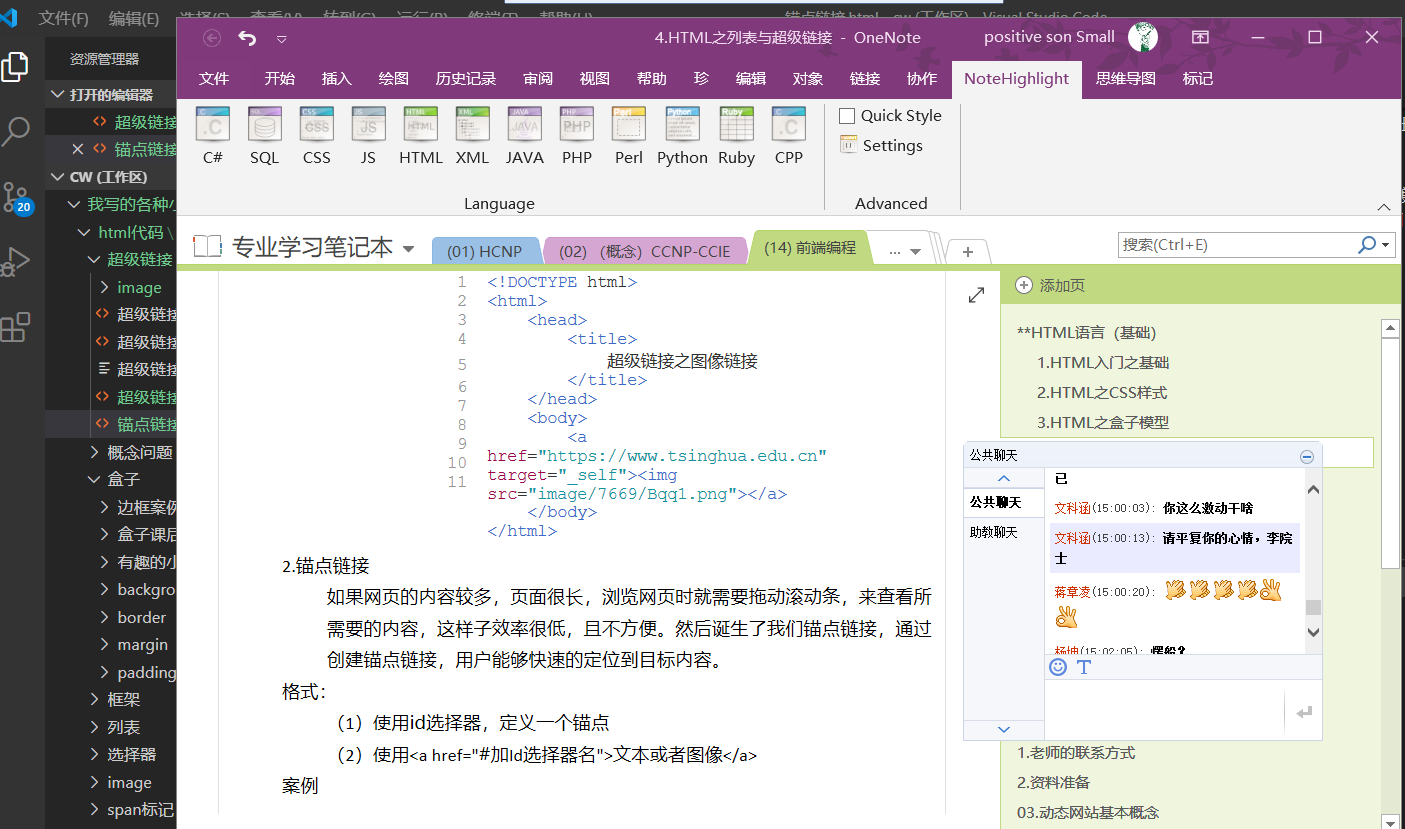 文件(F) 编辑(E)
4.HTML之列表与超级链接 - OneNote
positive son Small
文件 开始 插入 绘图 历史记录 审阅 视图 帮助 珍 编辑 对象 链接 协作 NoteHighlight 思维导图 标记
C# SQL CSS JS HTML XML JAVA PHP Perl Python Ruby CPP
Language
Quick Style
Settings
Advanced
专业学习笔记本
(01) HCNP
(02) (概念) CCNP-CCIE
(14) 前端编程
...
搜索(Ctrl+E)
资源管理器
打开的编辑器
超级链接
锚点链接
CW (工作区)
我写的各种小
html代码 \
超级链接
image
超级链接
超级链接
超级链接
超级链接
锚点链接
概念问题
盒子
边框案例
盒子课后
有趣的小
backgro
border
margin
padding
框架
列表
选择器
image
span标记
20
1 <!DOCTYPE html>
2 <html>
3 <head>
4 <title>
5 超级链接之图像链接
6 </title>
7 </head>
8 <body>
9 <a
href="https://www.tsinghua.edu.cn"
10 target="_self"><img
11 src="image/7669/Bqq1.png"></a>
</body>
</html>
2.锚点链接
如果网页的内容较多，页面很长，浏览网页时就需要拖动滚动条，来查看所
需要的内容，这样子效率很低，且不方便。然后诞生了我们锚点链接，通过
创建锚点链接，用户能够快速的定位到目标内容。
格式：
（1）使用id选择器，定义一个锚点
（2）使用<a href="#加Id选择器名">文本或者图像</a>
案例
添加页
**HTML语言（基础)
1.HTML入门之基础
2.HTML之CSS样式
3.HTML之盒子模型
公共聊天
公共聊天
助教聊天
已
文科涵(15:00:03)： 你这么激动干啥
文科涵(15:00:13)： 请平复你的心情，李院
士
蒋章凌(15:00:20)：
杨坤(15:02:05)：
T
1.老师的联系方式
2.资料准备
03.动态网站基本概念